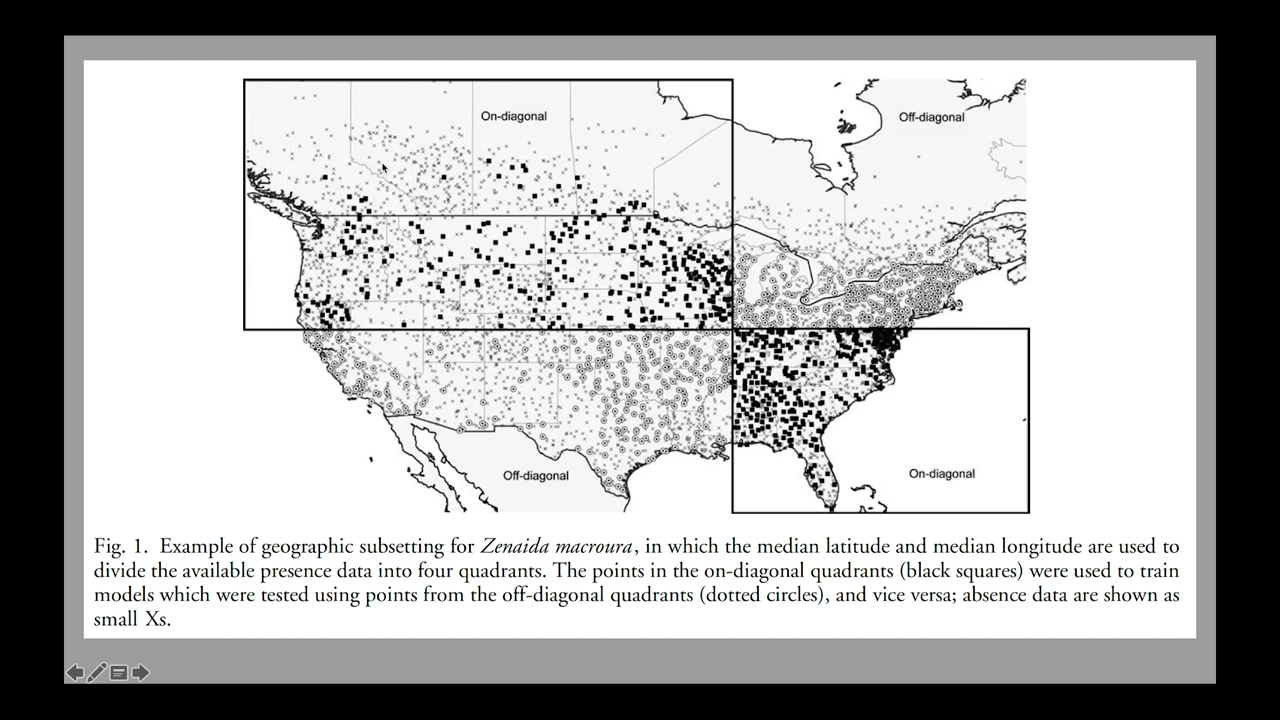 On-diagonal
Off-diagonal
Off-diagonal
On-diagonal
Fig. 1. Example of geographic subsetting for Zenaida macroura, in which the median latitude and median longitude are used to
divide the available presence data into four quadrants. The points in the on-diagonal quadrants (black squares) were used to train
models which were tested using points from the off-diagonal quadrants (dotted circles), and vice versa; absence data are shown as
small Xs.